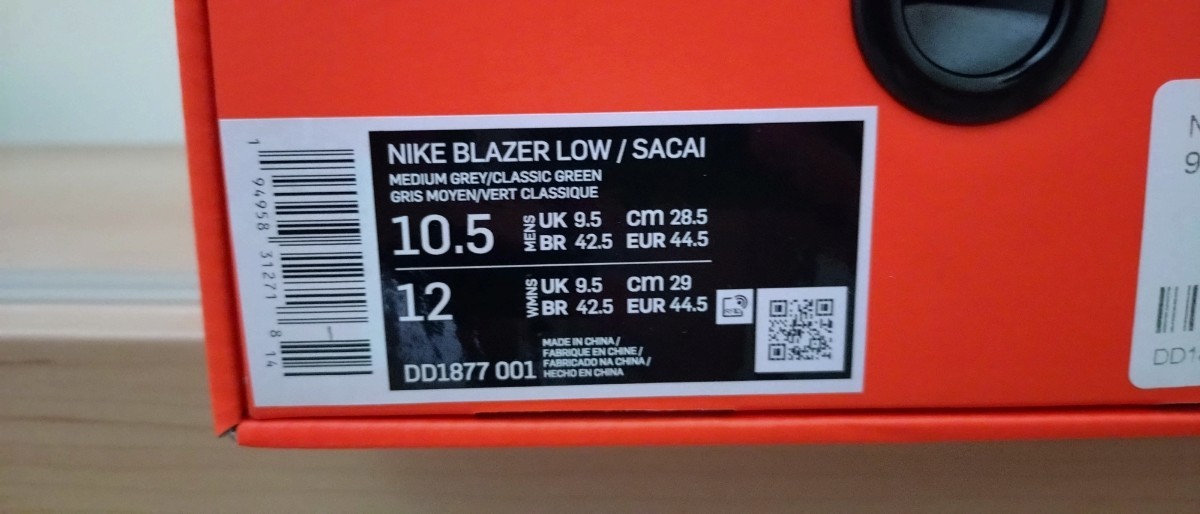 NIKE BLAZER LOW / SACAI
MEDIUM GREY/CLASSIC GREEN
GRIS MOYEN/VERT CLASSIQUE
10.5 MENS UK 9.5 cm 28.5
BR 42.5 EUR 44.5
12 WMNS UK 9.5 cm 29
BR 42.5 EUR 44.5
DD1877 001
MADE IN CHINA /
FABRIQUE EN CHINE /
FABRICADO NA CHINA /
HECHO EN CHINA
1 94958 31271 8 14